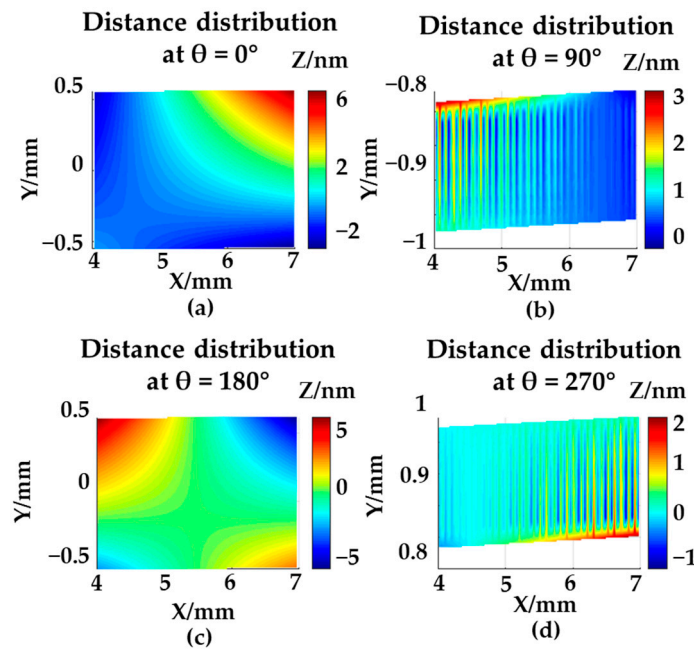 Distance distribution
at θ = 0°
Z/nm
0.5
0
−0.5
Y/mm
4
5
6
7
X/mm
6
2
−2
(a)
Distance distribution
at θ = 90°
Z/nm
−0.8
−0.9
−1
Y/mm
4
5
6
7
X/mm
3
2
1
0
(b)
Distance distribution
at θ = 180°
Z/nm
0.5
0
−0.5
Y/mm
4
5
6
7
X/mm
5
0
−5
(c)
Distance distribution
at θ = 270°
Z/nm
1
0.9
0.8
Y/mm
4
5
6
7
X/mm
2
1
0
−1
(d)